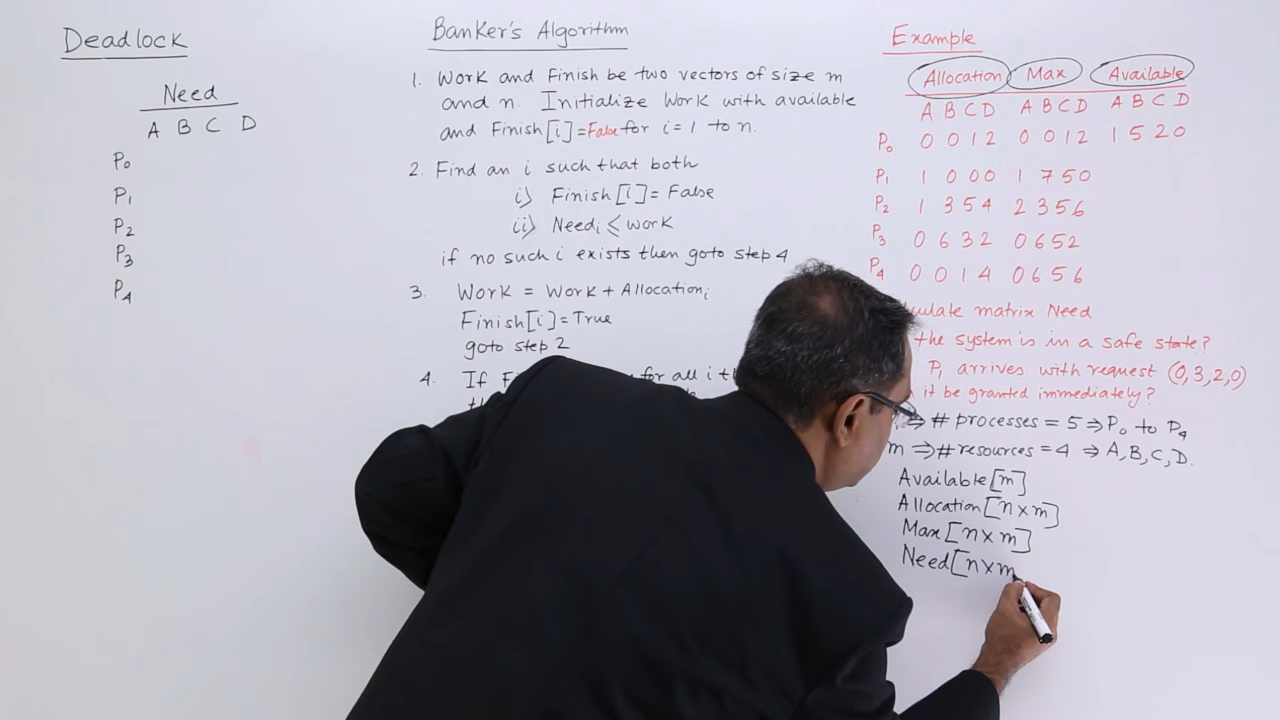 Deadlock
Need
A B C D
P0
P1
P2
P3
P4
Banker's Algorithm
1. Work and Finish be two vectors of size m
and n. Initialize Work with available
and Finish[i]=False for i=1 to n.
2. Find an i such that both
i) Finish[i]=False
ii) Needi ≤ work
if no such i exists then goto step 4
3. Work = Work + Allocationi
Finish[i]=True
goto step 2
4. If for all i
Example
Allocation Max Available
A B C D A B C D A B C D
P0 0 0 1 2 0 0 1 2 1 5 2 0
P1 1 0 0 0 1 7 5 0
P2 1 3 5 4 2 3 5 6
P3 0 6 3 2 0 6 5 2
P4 0 0 1 4 0 6 5 6
matrix Need
the system is in a safe state?
P1 arrives with request (0,3,2,0)
it be granted immediately?
⇒ # processes = 5 ⇒ P0 to P4
m ⇒ # resources = 4 ⇒ A, B, C, D.
Available[m]
Allocation[n×m]
Max[n×m]
Need[n×m